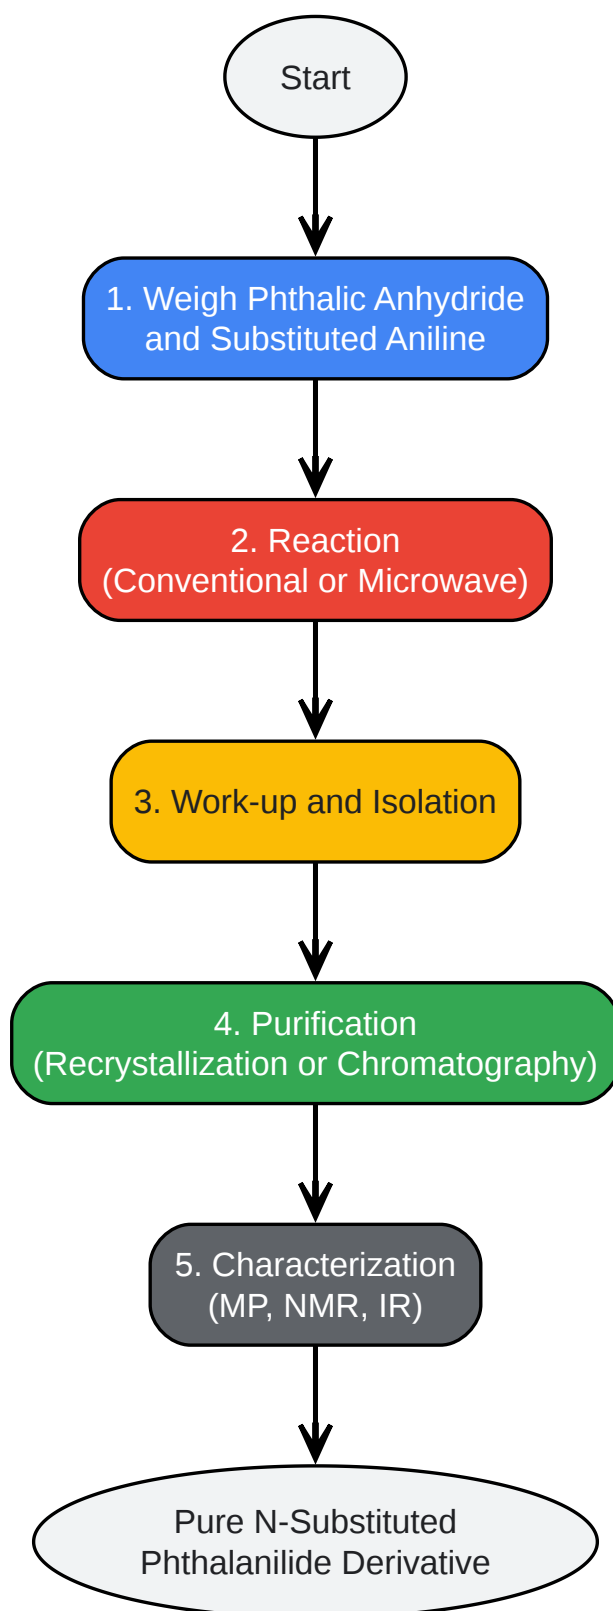 Start
1. Weigh Phthalic Anhydride
and Substituted Aniline
2. Reaction
(Conventional or Microwave)
3. Work-up and Isolation
4. Purification
(Recrystallization or Chromatography)
5. Characterization
(MP, NMR, IR)
Pure N-Substituted
Phthalanilide Derivative